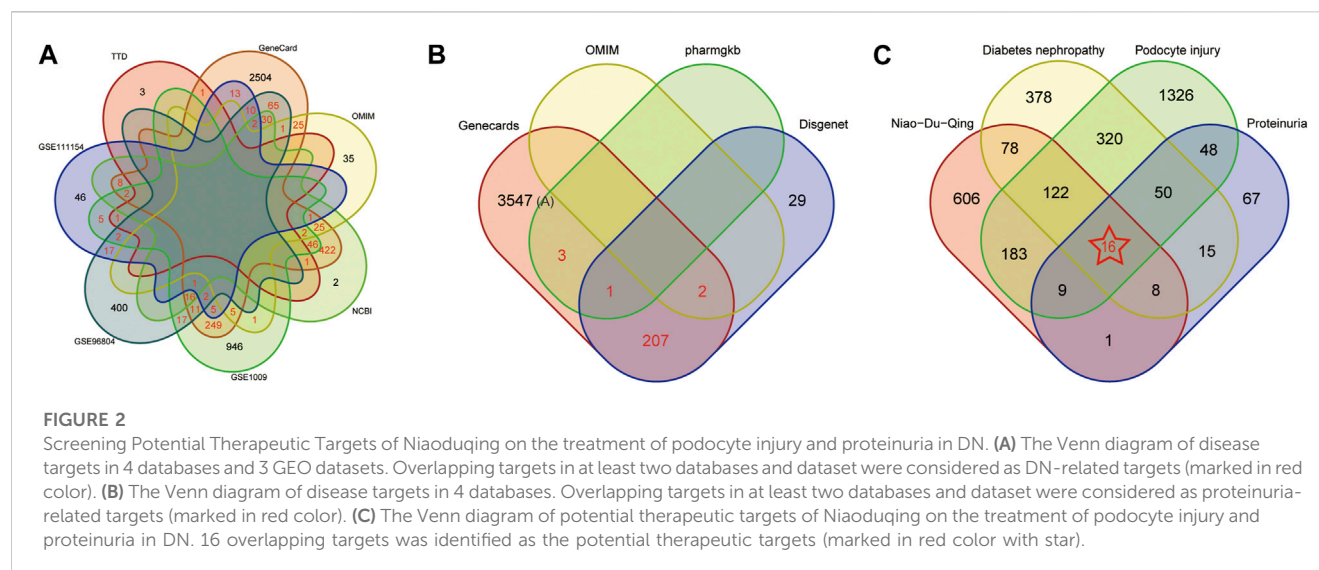 A
TTD
GeneCard
3
1
13
2504
10
65
2
30
1
25
OMIM
35
GSE111154
46
8
2
5
1
2
17
1
25
2
46
422
1
2
NCBI
400
1
16
2
11
5
5
1
17
249
946
GSE96804
GSE1009
B
OMIM
pharmgkb
Genecards
Disgenet
3547 (A)
29
3
1
2
207
C
Diabetes nephropathy
Podocyte injury
378
1326
Niao-Du-Qing
Proteinuria
78
320
48
606
122
50
67
183
16
15
9
8
1
FIGURE 2
Screening Potential Therapeutic Targets of Niaoduqing on the treatment of podocyte injury and proteinuria in DN. (A) The Venn diagram of disease
targets in 4 databases and 3 GEO datasets. Overlapping targets in at least two databases and dataset were considered as DN-related targets (marked in red
color). (B) The Venn diagram of disease targets in 4 databases. Overlapping targets in at least two databases and dataset were considered as proteinuria-
related targets (marked in red color). (C) The Venn diagram of potential therapeutic targets of Niaoduqing on the treatment of podocyte injury and
proteinuria in DN. 16 overlapping targets was identified as the potential therapeutic targets (marked in red color with star).